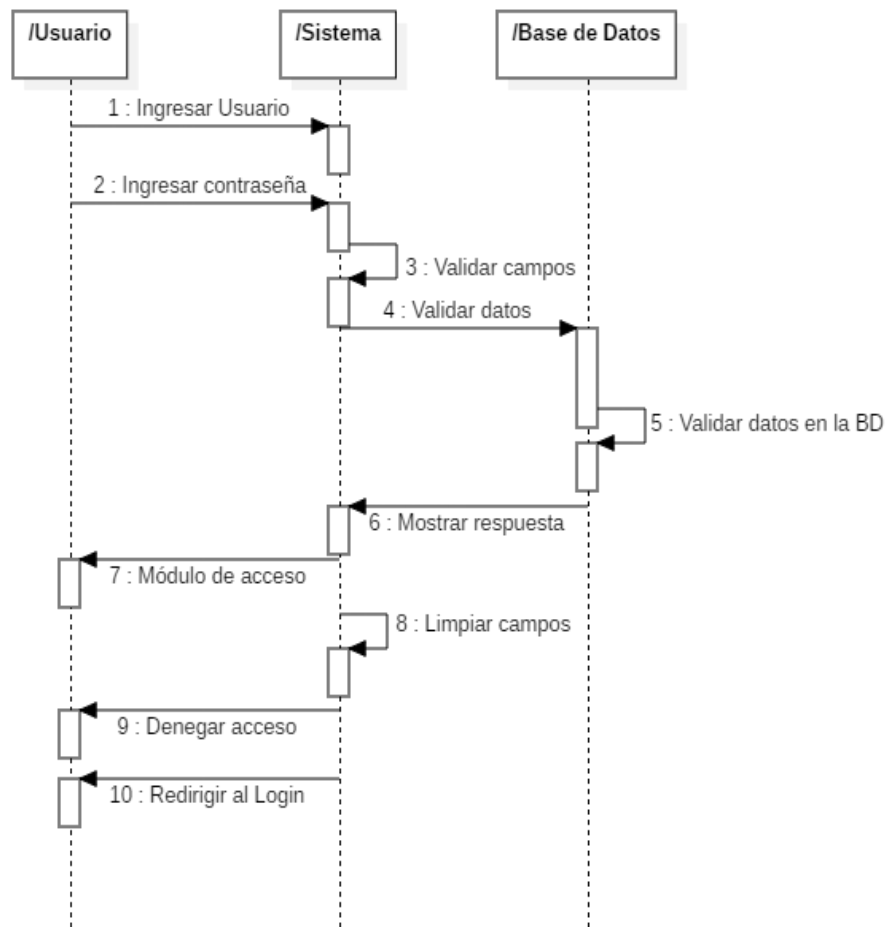 /Usuario
/Sistema
/Base de Datos
1 : Ingresar Usuario
2 : Ingresar contraseña
3 : Validar campos
4 : Validar datos
5 : Validar datos en la BD
6 : Mostrar respuesta
7 : Módulo de acceso
8 : Limpiar campos
9 : Denegar acceso
10 : Redirigir al Login